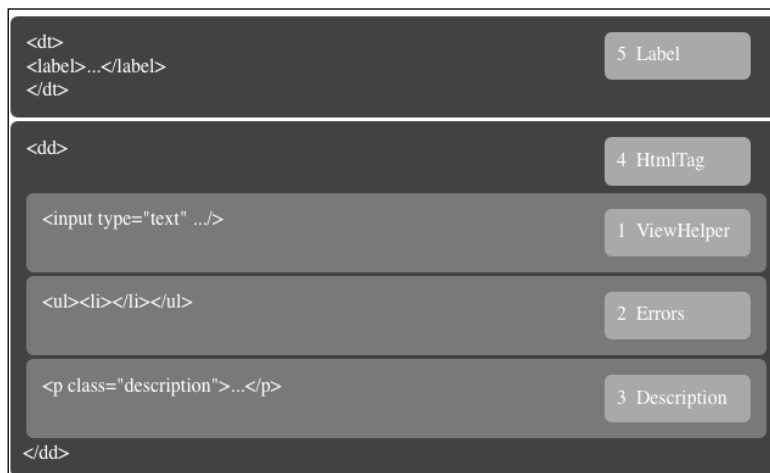 <dt>
<label>...</label>
</dt>
5 Label
<dd>
4 HtmlTag
<input type="text" .../>
1 ViewHelper
<ul><li></li></ul>
2 Errors
<p class="description">...</p>
3 Description
</dd>